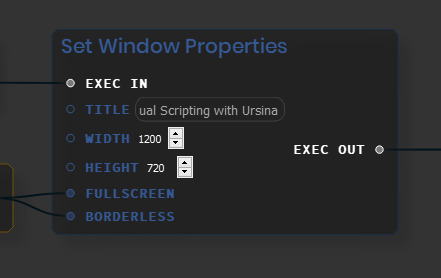 Set Window Properties
EXEC IN
TITLE ual Scripting with Ursina
WIDTH 1200
EXEC OUT
HEIGHT 720
FULLSCREEN
BORDERLESS